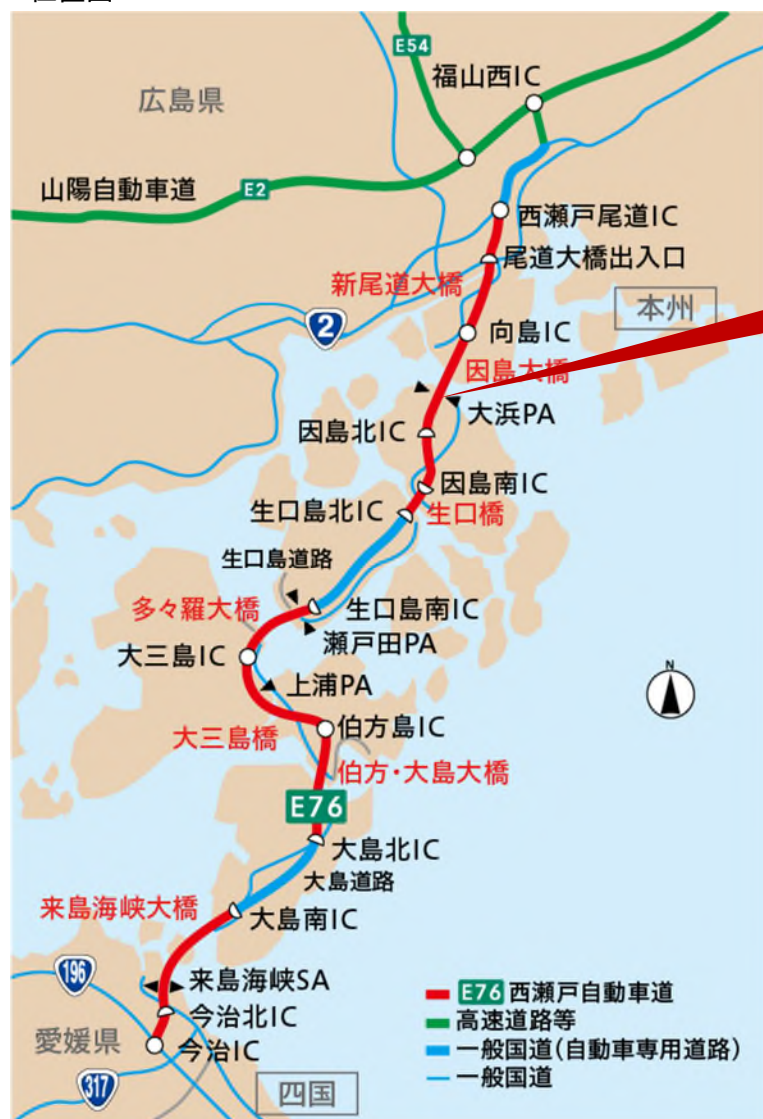 E54
福山西IC
広島県
山陽自動車道
E2
西瀬戸尾道IC
尾道大橋出入口
新尾道大橋
本州
2
向島IC
因島大橋
大浜PA
因島北IC
因島南IC
生口島北IC
生口橋
生口島道路
多々羅大橋
生口島南IC
瀬戸田PA
大三島IC
上浦PA
N
大三島橋
伯方島IC
伯方・大島大橋
E76
大島北IC
大島道路
来島海峡大橋
大島南IC
196
来島海峡SA
E76 西瀬戸自動車道
今治北IC
高速道路等
愛媛県
今治IC
一般国道(自動車専用道路)
317
四国
一般国道